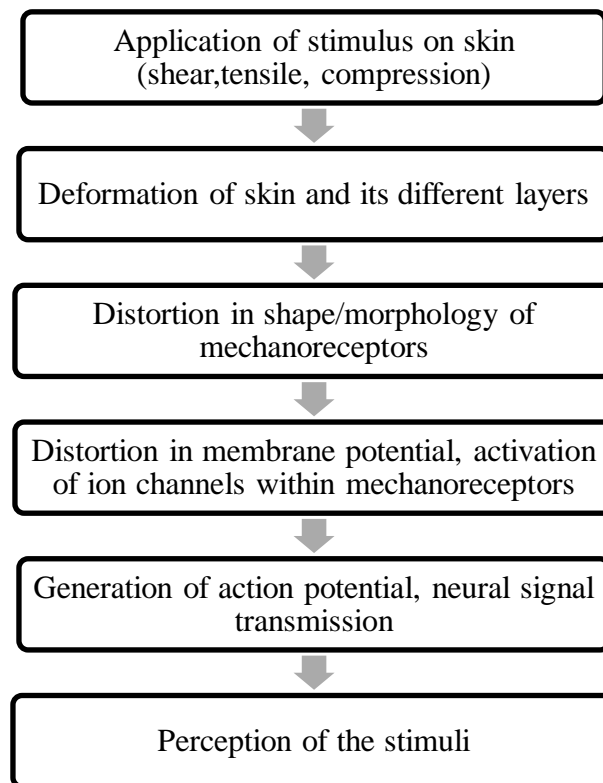 Application of stimulus on skin
(shear,tensile, compression)
Deformation of skin and its different layers
Distortion in shape/morphology of
mechanoreceptors
Distortion in membrane potential, activation
of ion channels within mechanoreceptors
Generation of action potential, neural signal
transmission
Perception of the stimuli